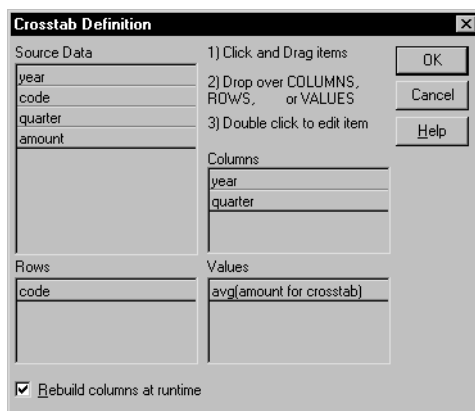 Crosstab Definition
Source Data
year
code
quarter
amount
1) Click and Drag items
2) Drop over COLUMNS,
ROWS, or VALUES
3) Double click to edit item
OK
Cancel
Help
Columns
year
quarter
Rows
code
Values
avg(amount for crosstab)
Rebuild columns at runtime